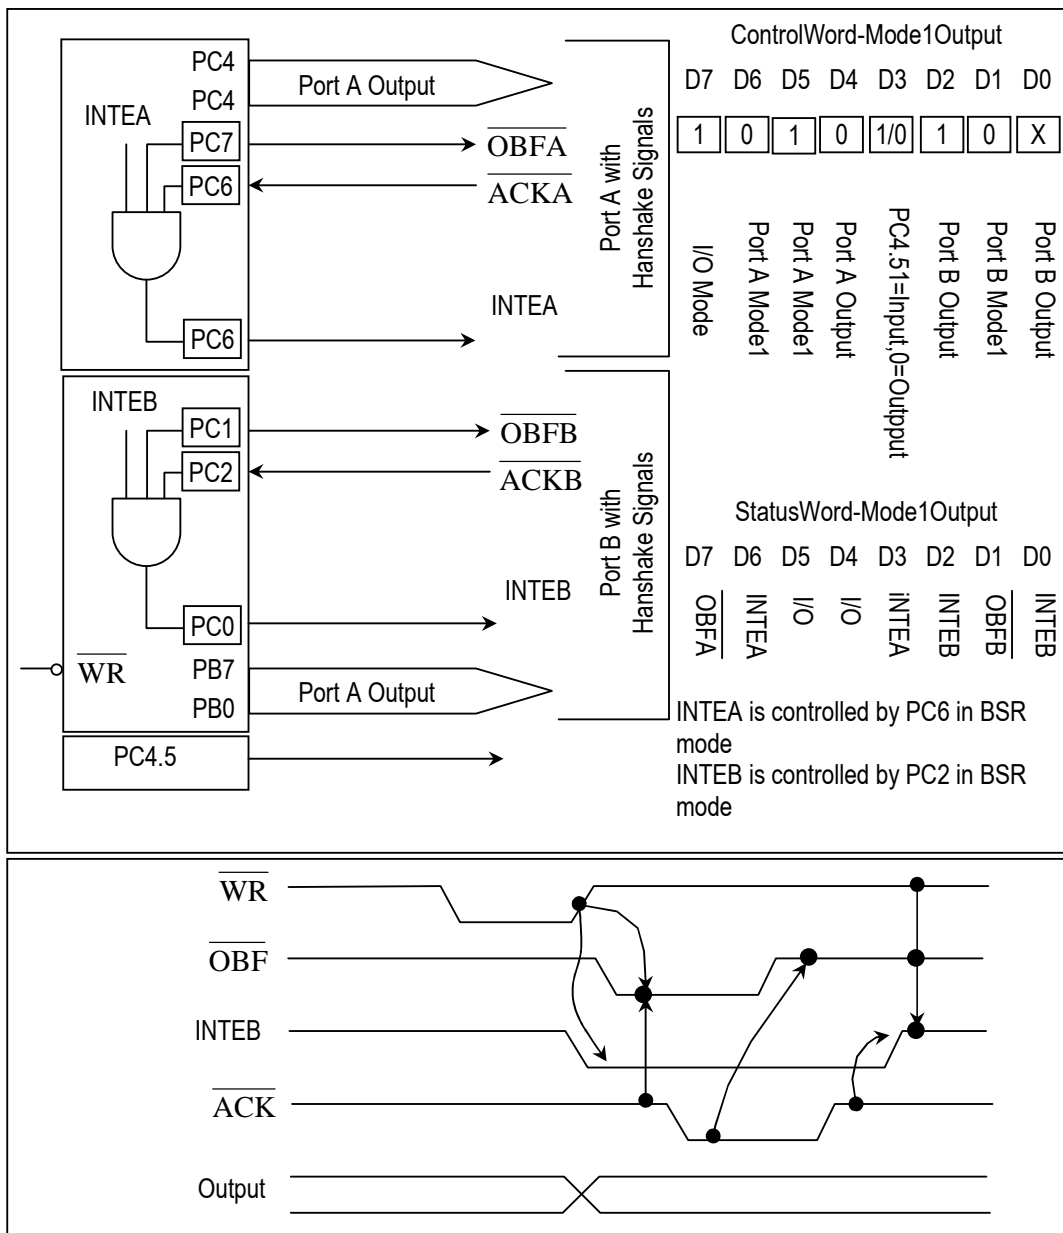 ControlWord-Mode1Output
D7 D6 D5 D4 D3 D2 D1 D0
1 0 1 0 1/0 1 0 X
I/O Mode
Port A Mode1
Port A Mode1
Port A Output
PC4.51=Input,0=Outpput
Port B Output
Port B Mode1
Port B Output
PC4
PC4
Port A Output
INTEA
PC7
OBFA
PC6
ACKA
Port A with
Hanshake Signals
INTEA
PC6
INTEB
PC1
OBFB
PC2
ACKB
Port B with
Hanshake Signals
INTEB
PC0
WR
PB7
PB0
Port A Output
PC4.5
StatusWord-Mode1Output
D7 D6 D5 D4 D3 D2 D1 D0
OBFA
INTEA
I/O
I/O
iNTEA
INTEB
OBFB
INTEB
INTEA is controlled by PC6 in BSR
mode
INTEB is controlled by PC2 in BSR
mode
WR
OBF
INTEB
ACK
Output